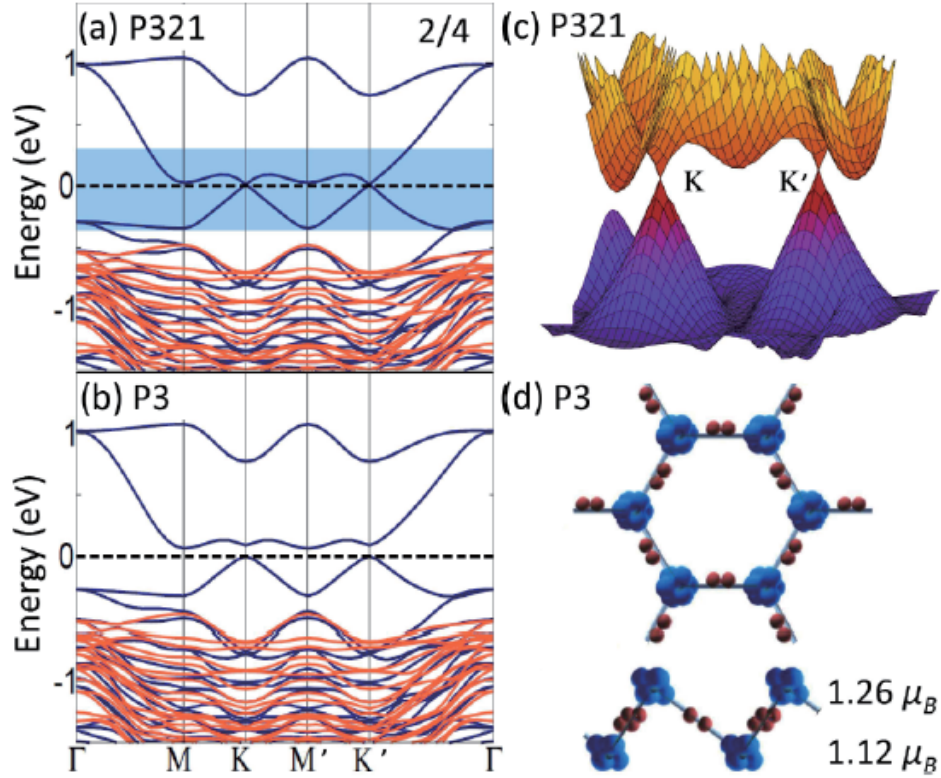 (a) P321
2/4
Energy (eV)
1
0
-1
(b) P3
Energy (eV)
1
0
-1
Γ M K M' K' Γ
(c) P321
K K'
(d) P3
1.26 μB
1.12 μB